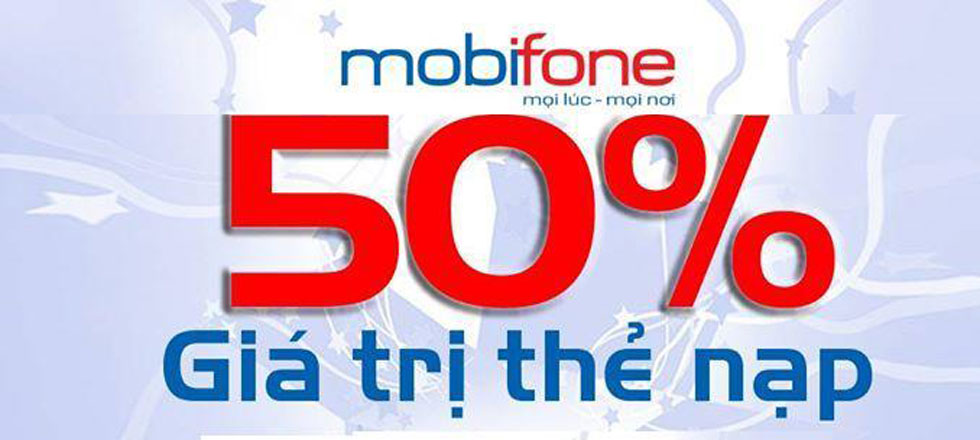 mobifone
mọi lúc - mọi nơi
50%
Giá trị thẻ nạp